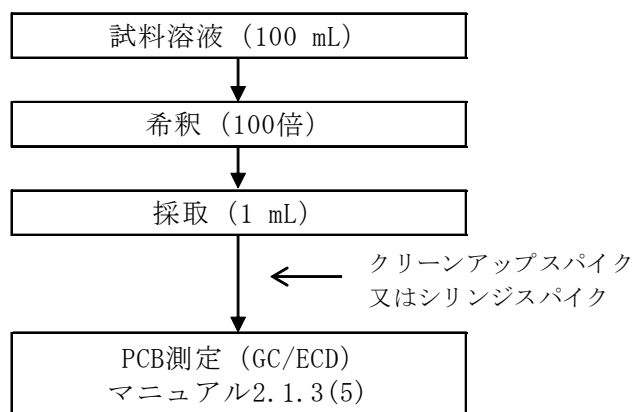 試料溶液 (100 mL)
希釈 (100倍)
採取 (1 mL)
クリーンアップスパイク
又はシリンジスパイク
PCB測定 (GC/ECD)
マニュアル2.1.3(5)